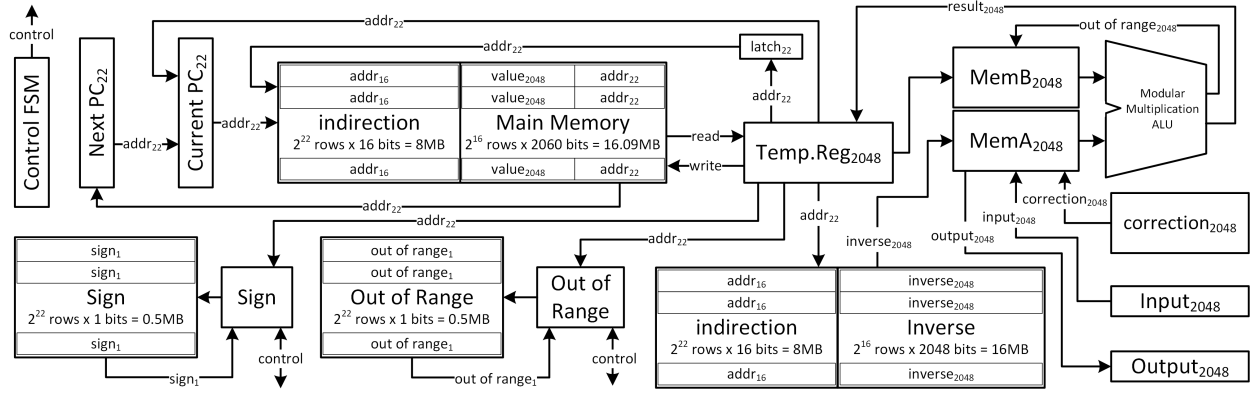 control
Control FSM
Next PC22
addr22
Current PC22
addr22
addr22
addr22
addr16
addr16
indirection
2^22 rows x 16 bits = 8MB
addr16
value2048 addr22
value2048 addr22
Main Memory
2^16 rows x 2060 bits = 16.09MB
value2048 addr22
addr22
read
write
latch22
addr22
Temp.Reg2048
result2048
out of range2048
MemB2048
MemA2048
Modular
Multiplication
ALU
correction2048
correction2048
input2048
output2048
inverse2048
Input2048
Output2048
addr22
addr22
addr22
sign1
sign1
Sign
2^22 rows x 1 bits = 0.5MB
sign1
Sign
control
sign1
out of range1
out of range1
Out of Range
2^22 rows x 1 bits = 0.5MB
out of range1
Out of
Range
control
out of range1
addr16
addr16
indirection
2^22 rows x 16 bits = 8MB
addr16
inverse2048
inverse2048
Inverse
2^16 rows x 2048 bits = 16MB
inverse2048